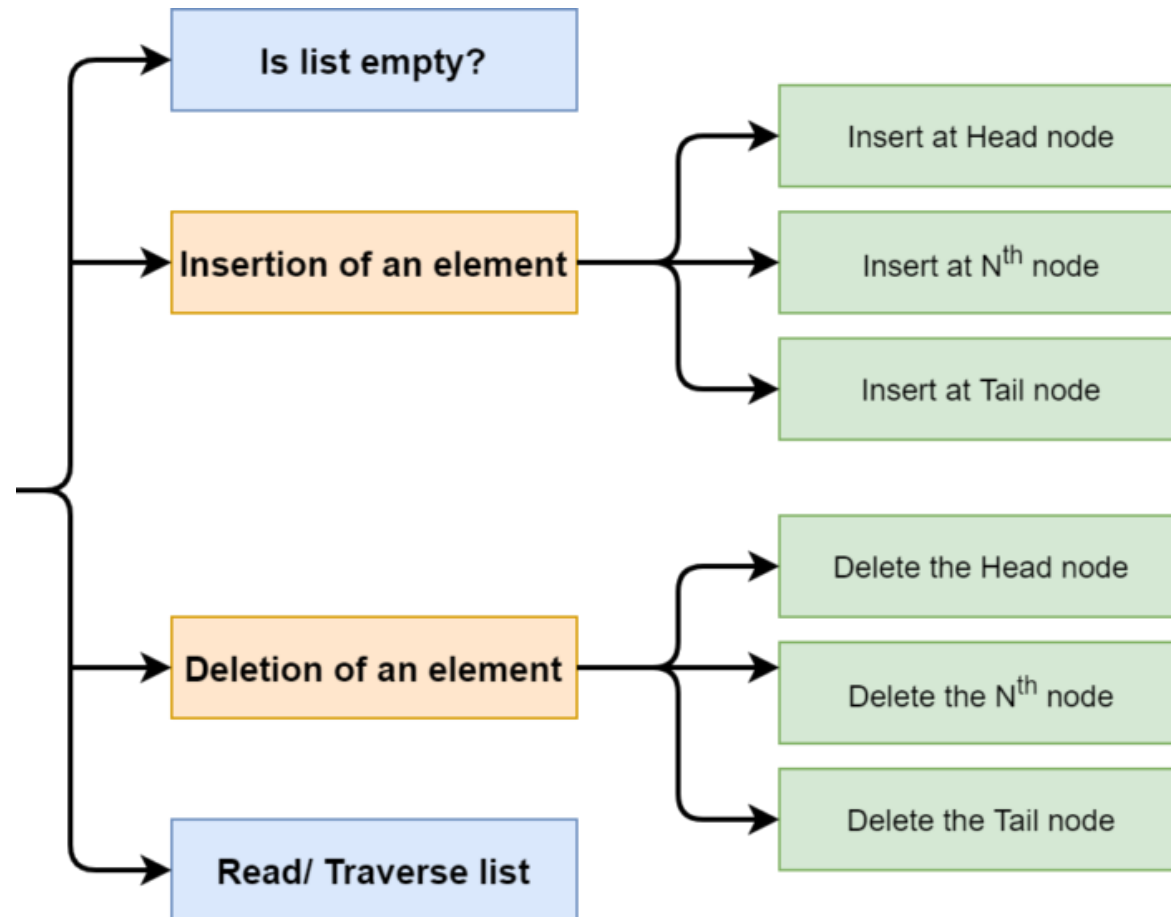 Is list empty?
Insertion of an element
Insert at Head node
Insert at Nth node
Insert at Tail node
Deletion of an element
Delete the Head node
Delete the Nth node
Delete the Tail node
Read/ Traverse list